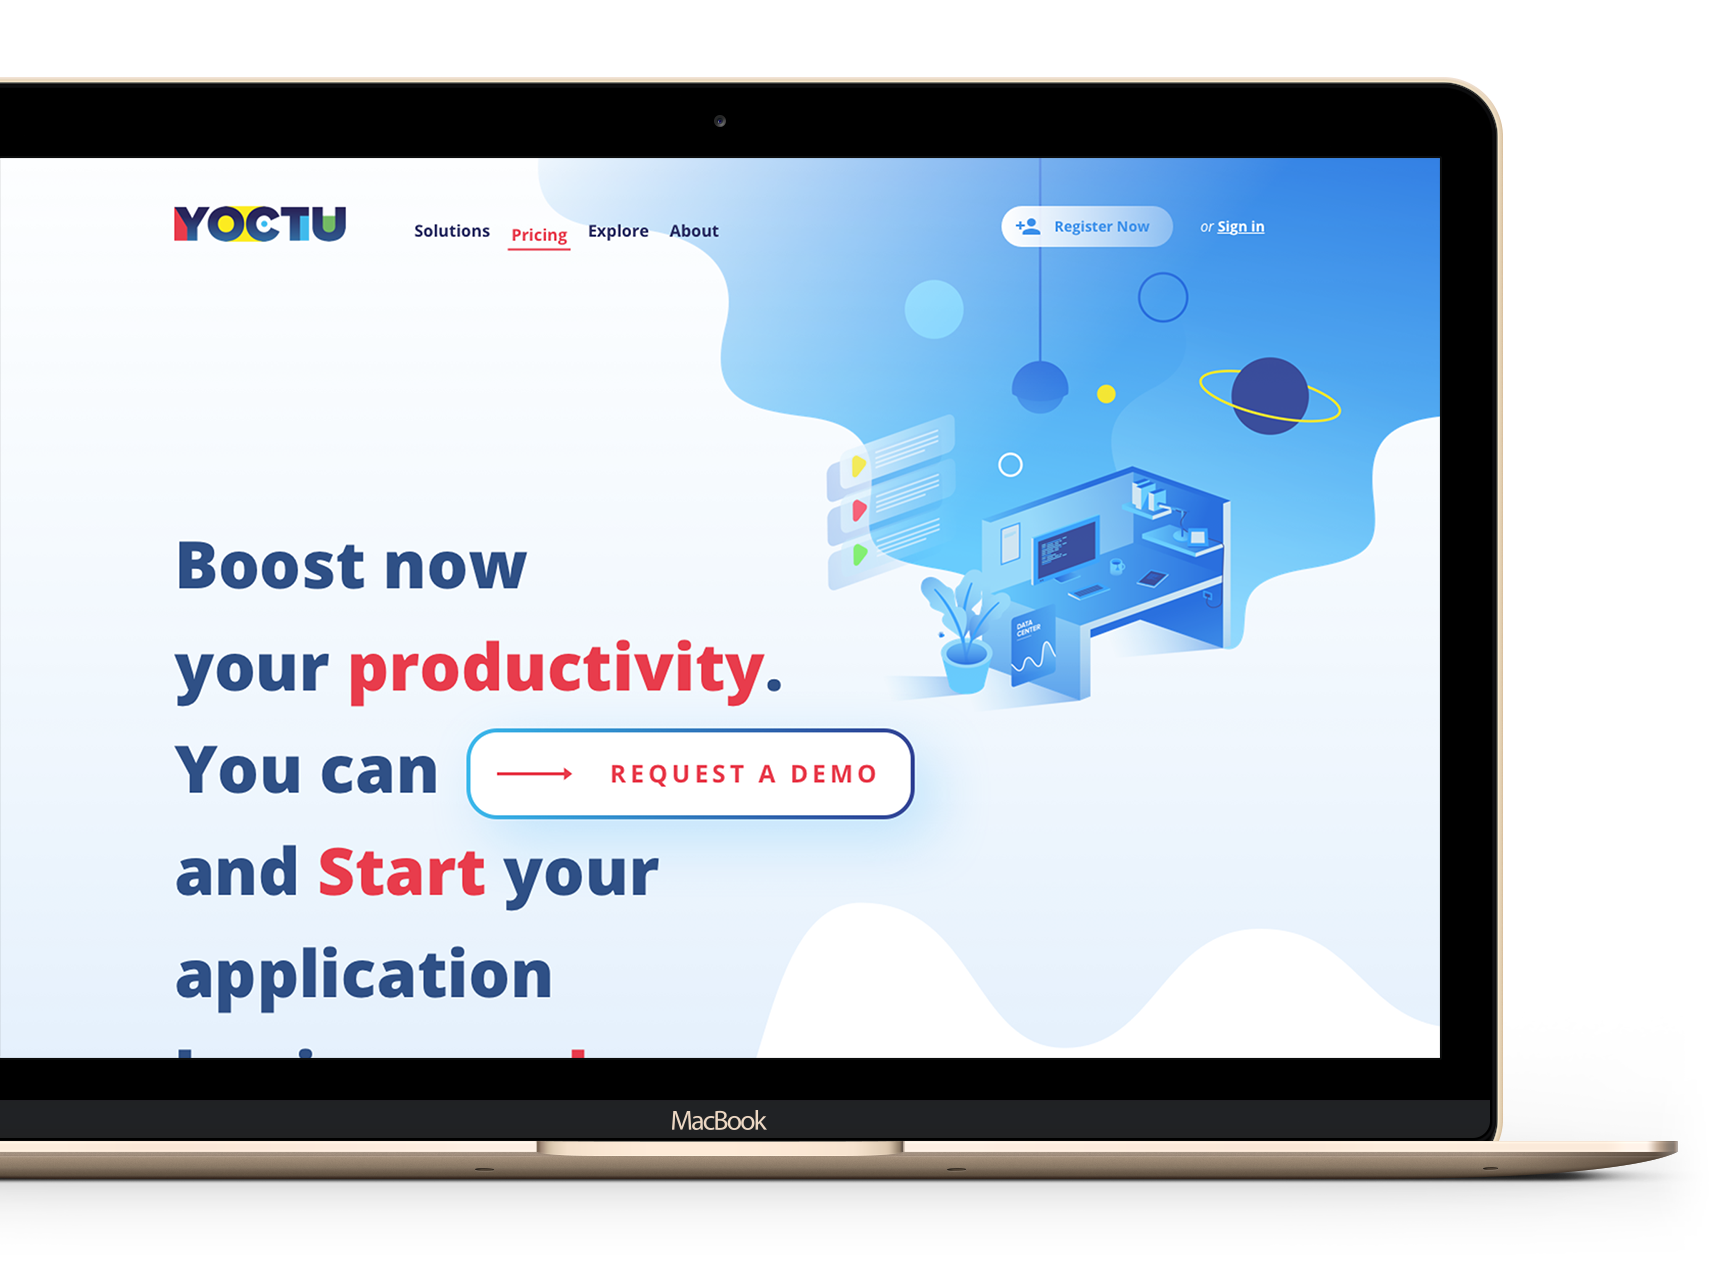 YOCTU
Solutions Pricing Explore About
Register Now
or Sign in
Boost now
your productivity.
You can
REQUEST A DEMO
and Start your
application
DATA
CENTER
MacBook